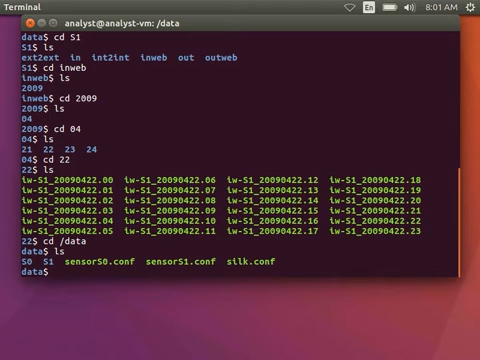 Terminal
En
8:01 AM
analyst@analyst-vm: /data
data$ cd S1
S1$ ls
ext2ext in int2int inweb out outweb
S1$ cd inweb
inweb$ ls
2009
inweb$ cd 2009
2009$ ls
04
2009$ cd 04
04$ ls
21 22 23 24
04$ cd 22
22$ ls
iw-S1_20090422.00 iw-S1_20090422.06 iw-S1_20090422.12 iw-S1_20090422.18
iw-S1_20090422.01 iw-S1_20090422.07 iw-S1_20090422.13 iw-S1_20090422.19
iw-S1_20090422.02 iw-S1_20090422.08 iw-S1_20090422.14 iw-S1_20090422.20
iw-S1_20090422.03 iw-S1_20090422.09 iw-S1_20090422.15 iw-S1_20090422.21
iw-S1_20090422.04 iw-S1_20090422.10 iw-S1_20090422.16 iw-S1_20090422.22
iw-S1_20090422.05 iw-S1_20090422.11 iw-S1_20090422.17 iw-S1_20090422.23
22$ cd /data
data$ ls
S0 S1 sensorS0.conf sensorS1.conf silk.conf
data$